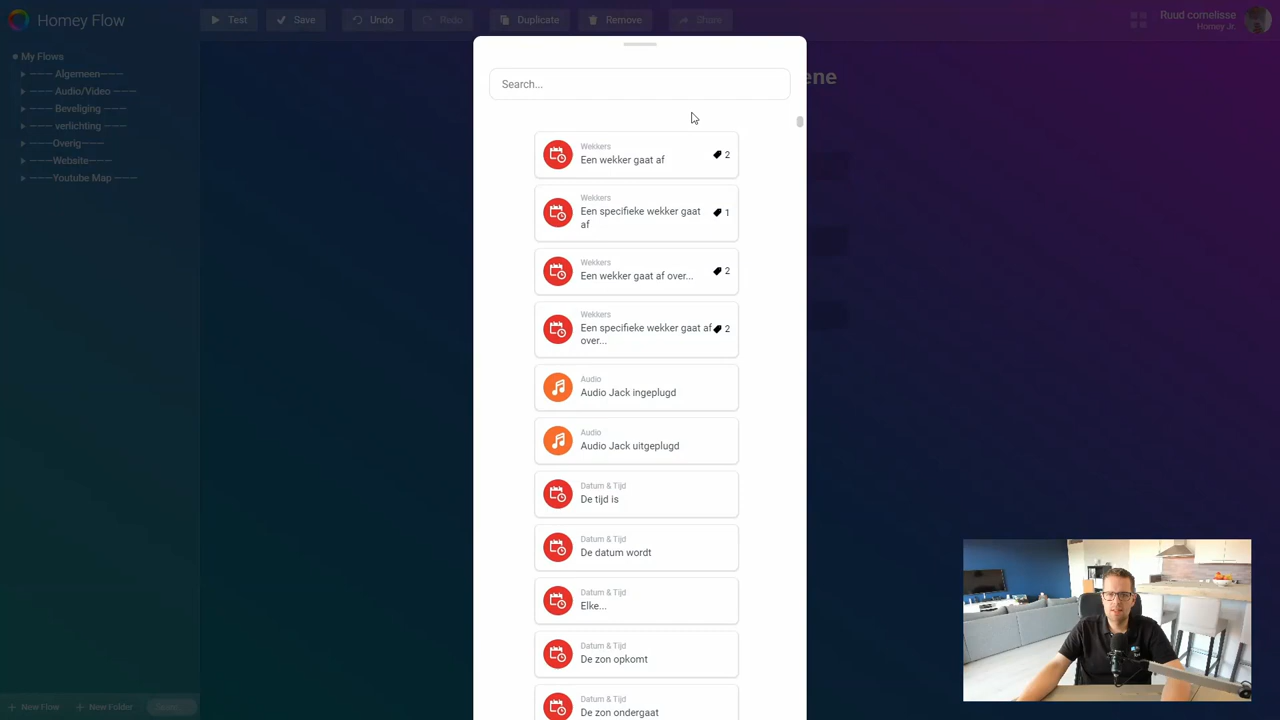 Homey Flow
Test
Save
Undo
Redo
Duplicate
Remove
Share
Ruud cornelisse
Homey Jr.
My Flows
——— Algemeen———
——— Audio/Video ———
——— Beveliging ———
——— verlichting ———
———Overig———
———Website———
———Youtube Map ———
Search...
ene
Wekkers
Een wekker gaat af
2
Wekkers
Een specifieke wekker gaat
af
1
Wekkers
Een wekker gaat af over...
2
Wekkers
Een specifieke wekker gaat af
over...
2
Audio
Audio Jack ingeplugd
Audio
Audio Jack uitgeplugd
Datum & Tijd
De tijd is
Datum & Tijd
De datum wordt
Datum & Tijd
Elke...
Datum & Tijd
De zon opkomt
Datum & Tijd
De zon ondergaat
New Flow
New Folder